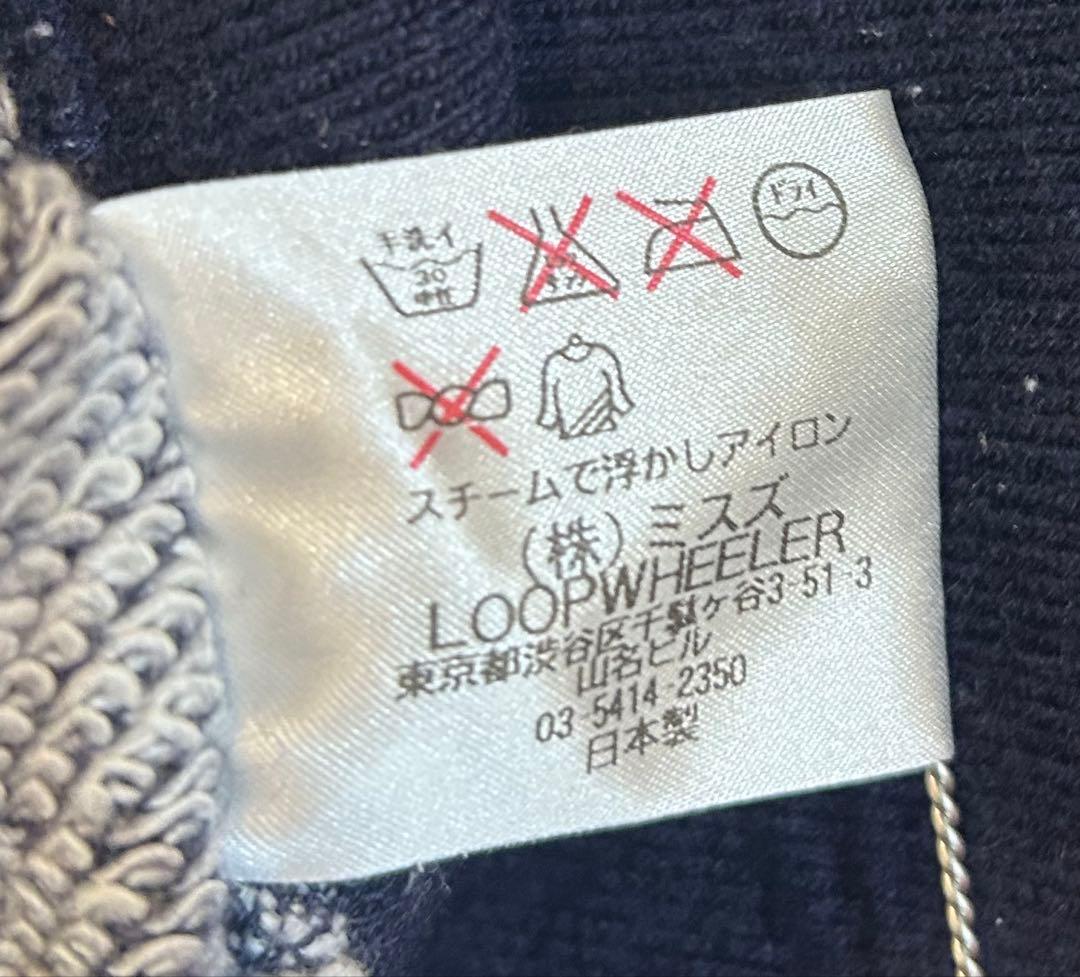 手洗イ
30
中性
ドライ
スチームで浮かしアイロン
(株)ミスズ
LOOPWHEELER
東京都渋谷区千駄ヶ谷3-51-3
山名ビル
03-5414-2350
日本製